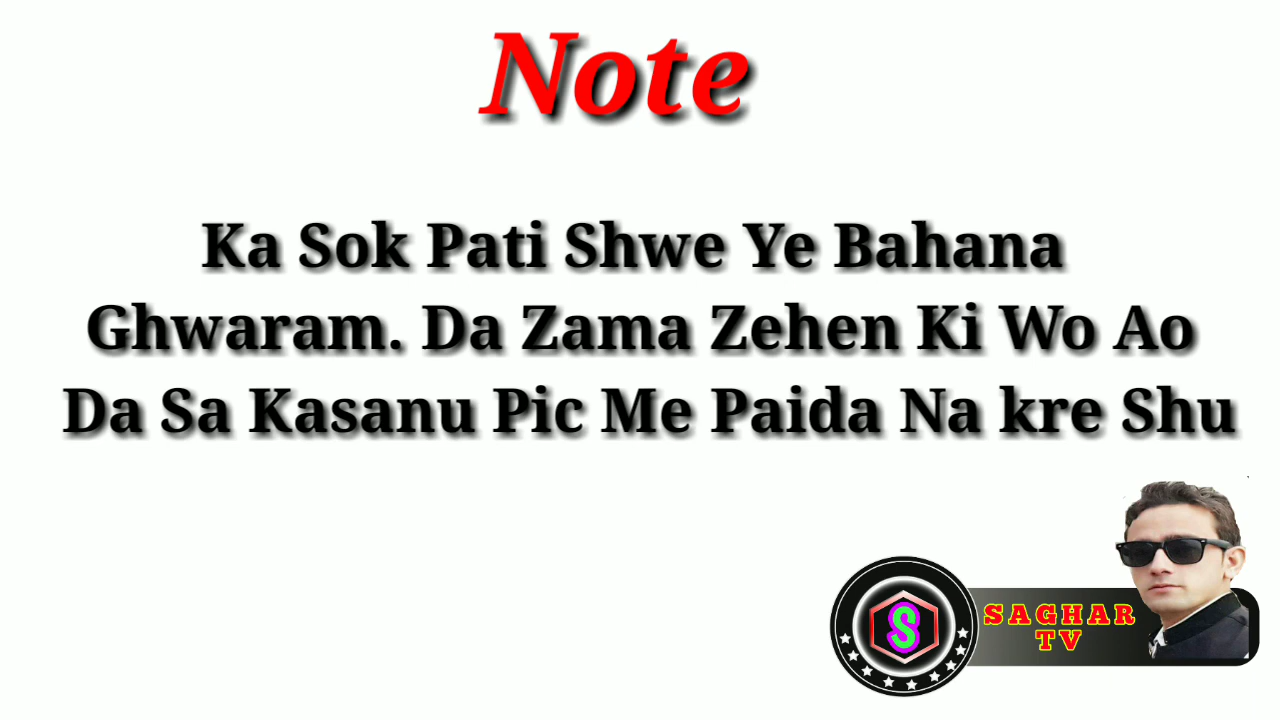 Note
Ka Sok Pati Shwe Ye Bahana
Ghwaram. Da Zama Zehen Ki Wo Ao
Da Sa Kasanu Pic Me Paida Na kre Shu
S
SAGHAR
TV